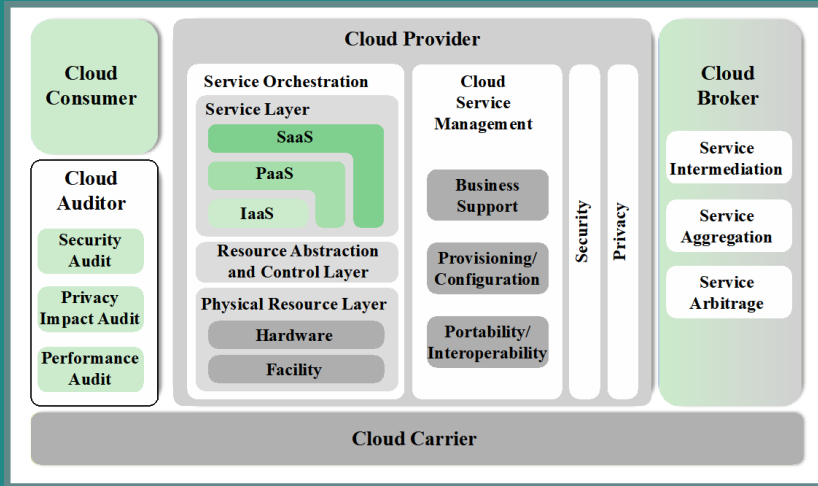 Cloud
Consumer
Cloud
Auditor
Security
Audit
Privacy
Impact Audit
Performance
Audit
Cloud Provider
Service Orchestration
Service Layer
SaaS
PaaS
IaaS
Resource Abstraction
and Control Layer
Physical Resource Layer
Hardware
Facility
Cloud
Service
Management
Business
Support
Provisioning/
Configuration
Portability/
Interoperability
Security
Privacy
Cloud
Broker
Service
Intermediation
Service
Aggregation
Service
Arbitrage
Cloud Carrier